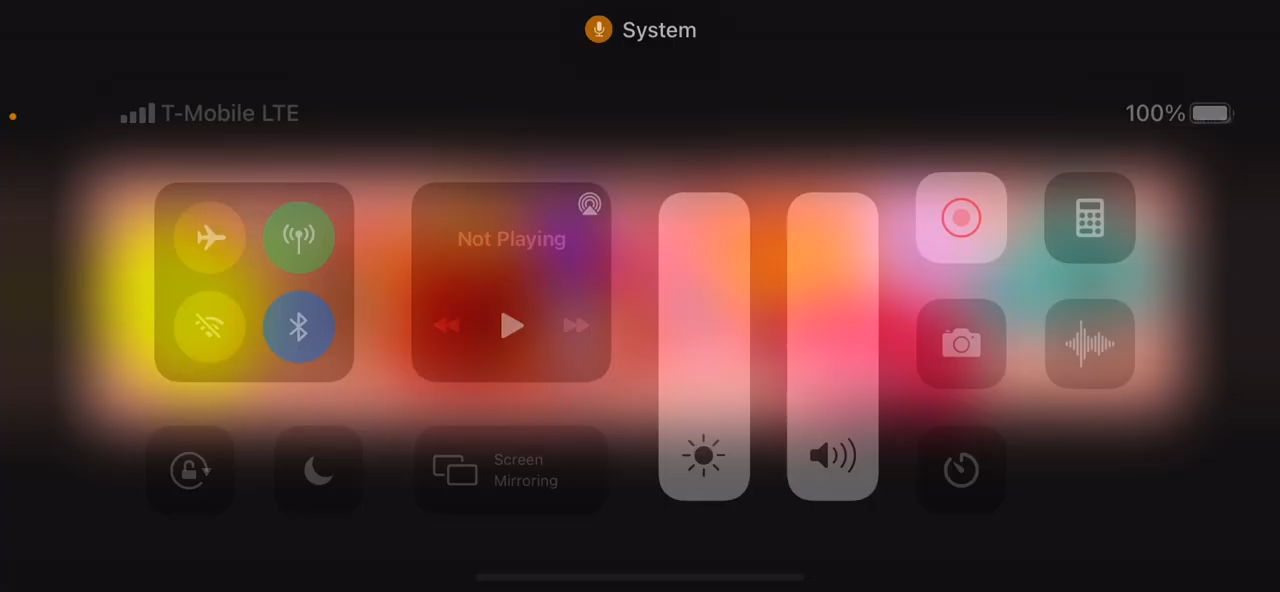 System
T-Mobile LTE
100%
Not Playing
Screen
Mirroring